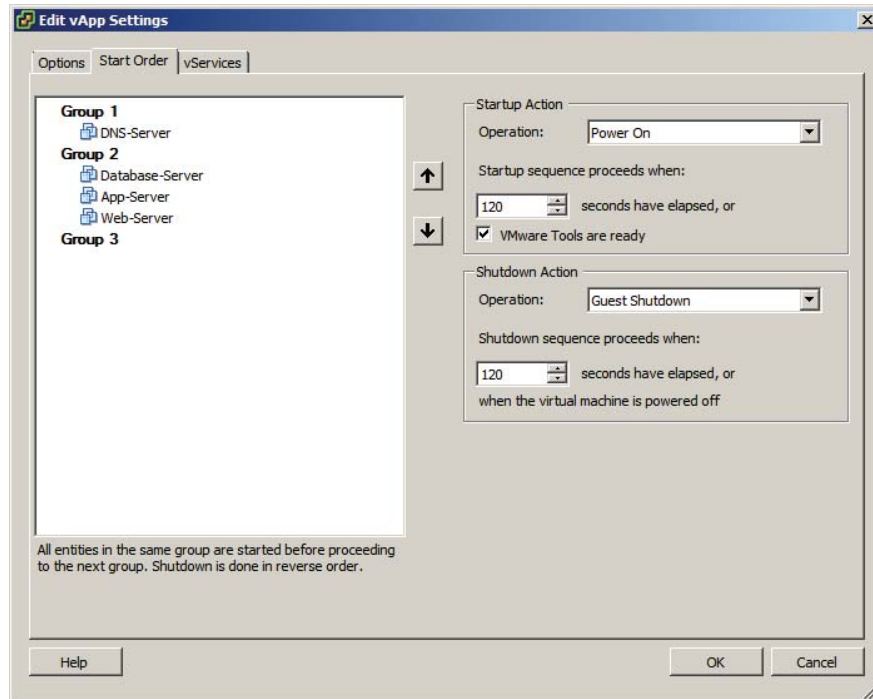 Edit vApp Settings
Options Start Order vServices
Group 1
DNS-Server
Group 2
Database-Server
App-Server
Web-Server
Group 3
All entities in the same group are started before proceeding
to the next group. Shutdown is done in reverse order.
Startup Action
Operation: Power On
Startup sequence proceeds when:
120 seconds have elapsed, or
VMware Tools are ready
Shutdown Action
Operation: Guest Shutdown
Shutdown sequence proceeds when:
120 seconds have elapsed, or
when the virtual machine is powered off
Help OK Cancel